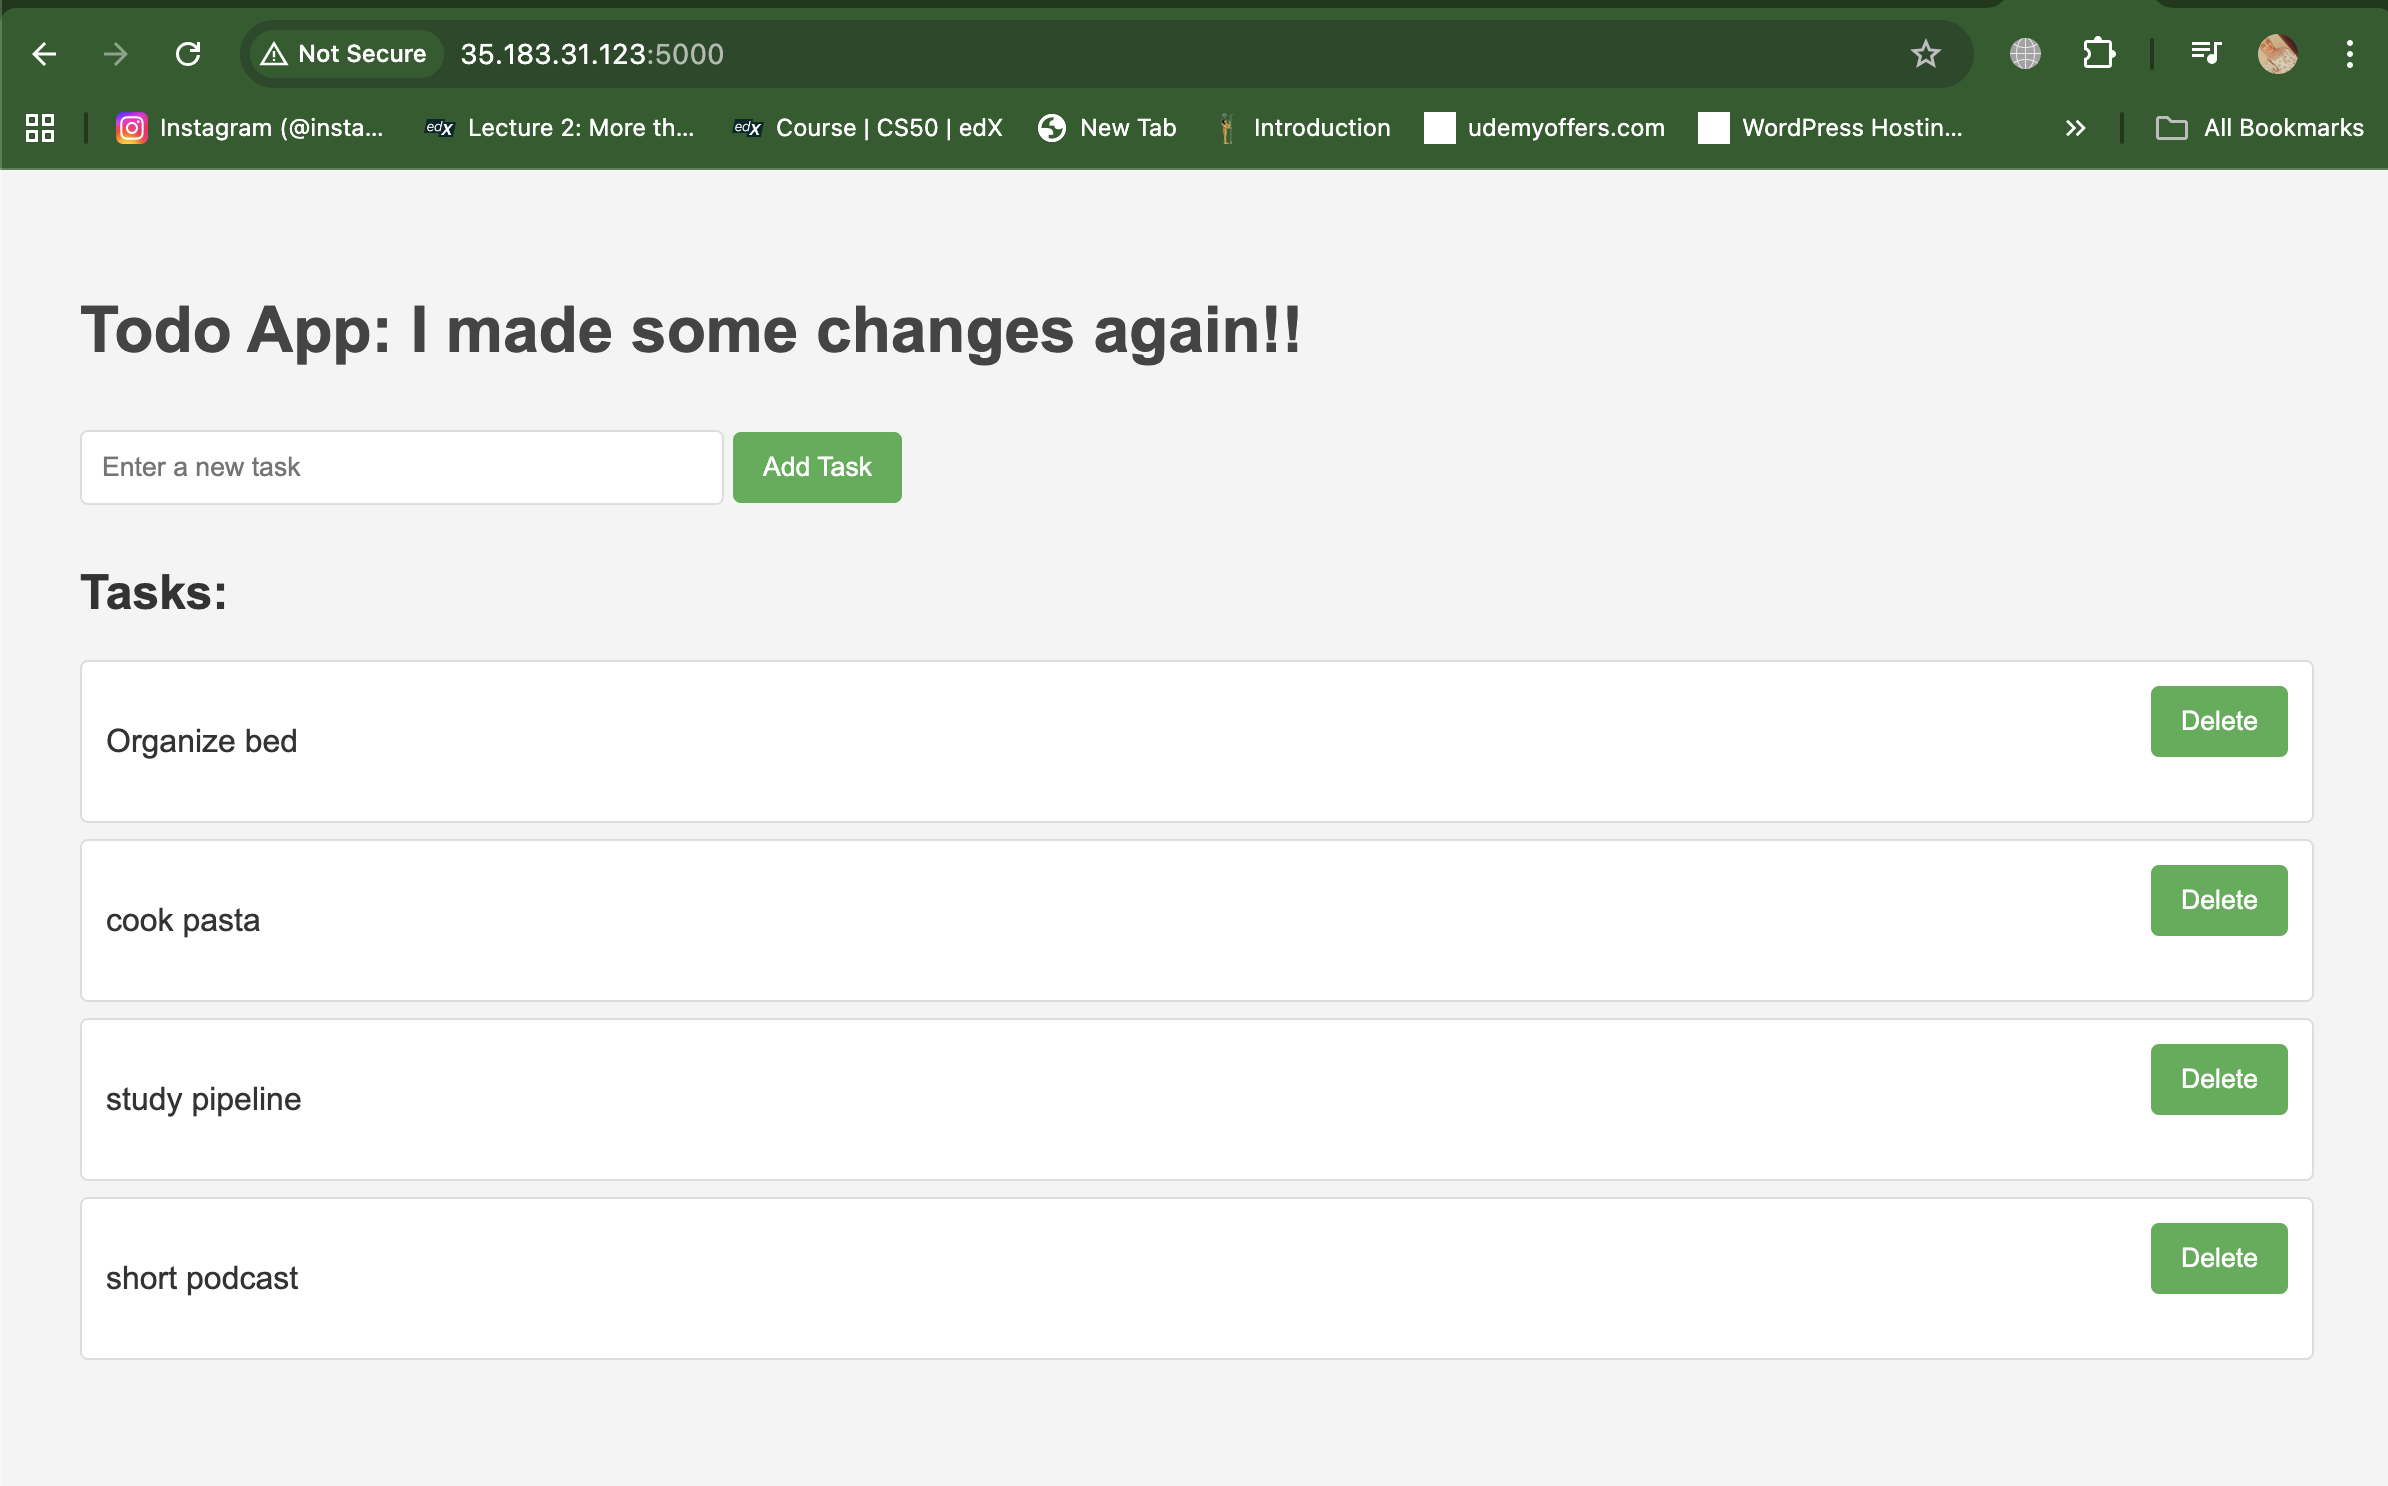 Not Secure 35.183.31.123:5000
Instagram (@insta... edX Lecture 2: More th... edX Course | CS50 | edX New Tab Introduction udemyoffers.com WordPress Hostin... All Bookmarks
Todo App: I made some changes again!!
Enter a new task Add Task
Tasks:
Organize bed Delete
cook pasta Delete
study pipeline Delete
short podcast Delete